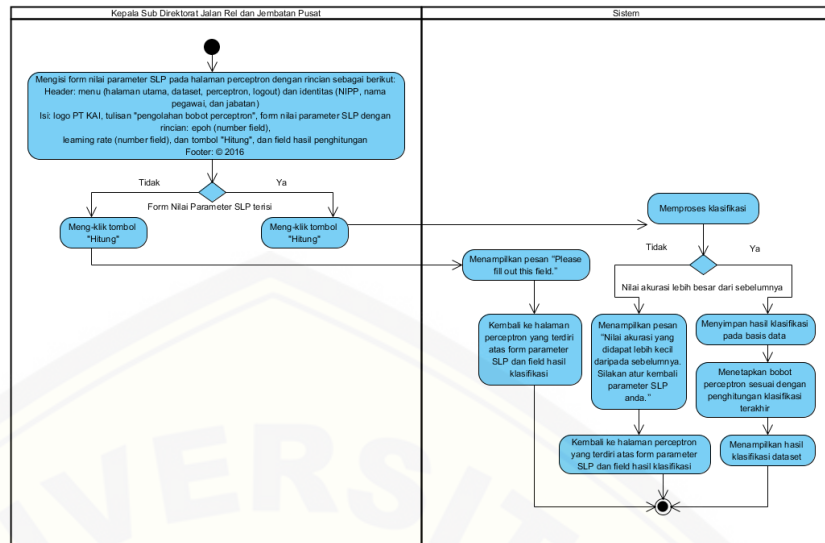 Kepala Sub Direktorat Jalan Rel dan Jembatan Pusat
Sistem
Mengisi form nilai parameter SLP pada halaman perceptron dengan rincian sebagai berikut:
Header: menu (halaman utama, dataset, perceptron, logout) dan identitas (NIPP, nama
pegawai, dan jabatan)
Isi: logo PT KAI, tulisan "pengolahan bobot perceptron", form nilai parameter SLP dengan
rincian: epoh (number field),
learning rate (number field), dan tombol "Hitung", dan field hasil penghitungan
Footer: © 2016
Tidak
Ya
Form Nilai Parameter SLP terisi
Meng-klik tombol
"Hitung"
Meng-klik tombol
"Hitung"
Memproses klasifikasi
Tidak
Ya
Nilai akurasi lebih besar dari sebelumnya
Menampilkan pesan "Please
fill out this field."
Kembali ke halaman
perceptron yang terdiri
atas form parameter
SLP dan field hasil
klasifikasi
Menampilkan pesan
"Nilai akurasi yang
didapat lebih kecil
daripada sebelumnya.
Silakan atur kembali
parameter SLP
anda."
Menyimpan hasil klasifikasi
pada basis data
Menetapkan bobot
perceptron sesuai dengan
penghitungan klasifikasi
terakhir
Kembali ke halaman perceptron
yang terdiri atas form parameter
SLP dan field hasil klasifikasi
Menampilkan hasil
klasifikasi dataset
IVERSIT